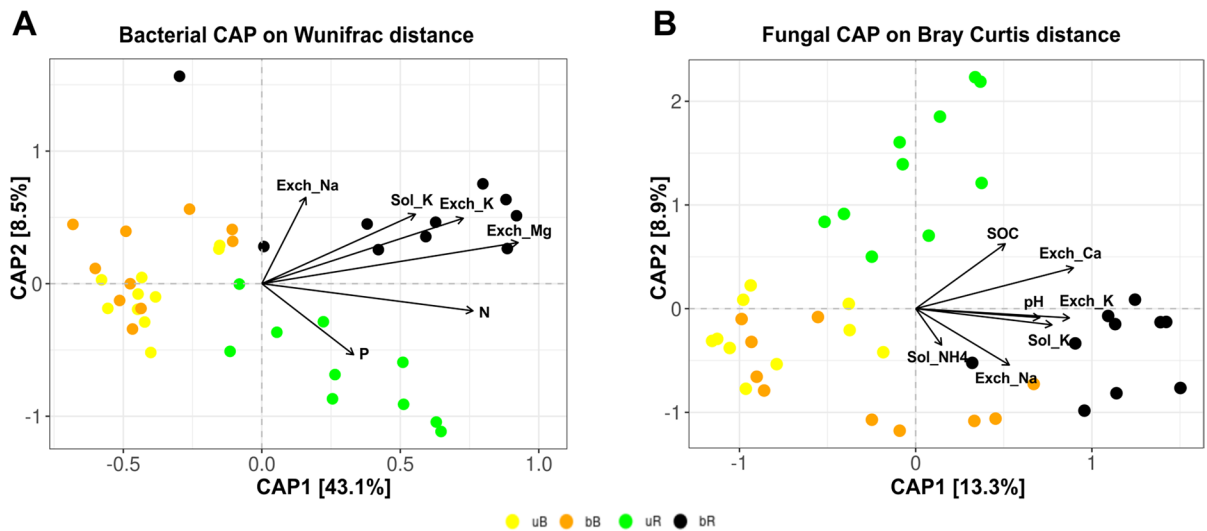 A
Bacterial CAP on Wunifrac distance
CAP2 [8.5%]
1
0
-1
Exch_Na
Sol_K
Exch_K
Exch_Mg
N
P
-0.5
0.0
0.5
1.0
CAP1 [43.1%]
B
Fungal CAP on Bray Curtis distance
CAP2 [8.9%]
2
1
0
-1
SOC
Exch_Ca
pH
Exch_K
Sol_K
Sol_NH4
Exch_Na
-1
0
1
CAP1 [13.3%]
uB bB uR bR